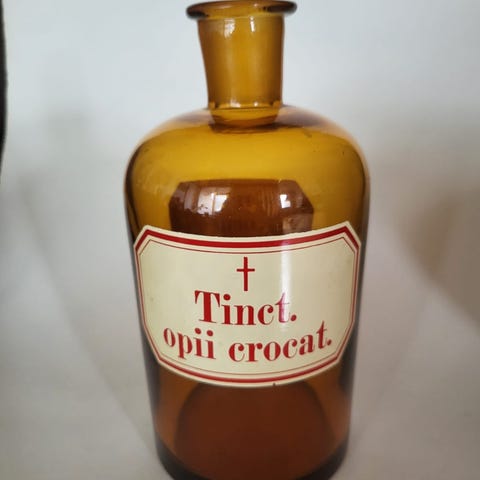 †
Tinct.
opii crocat.